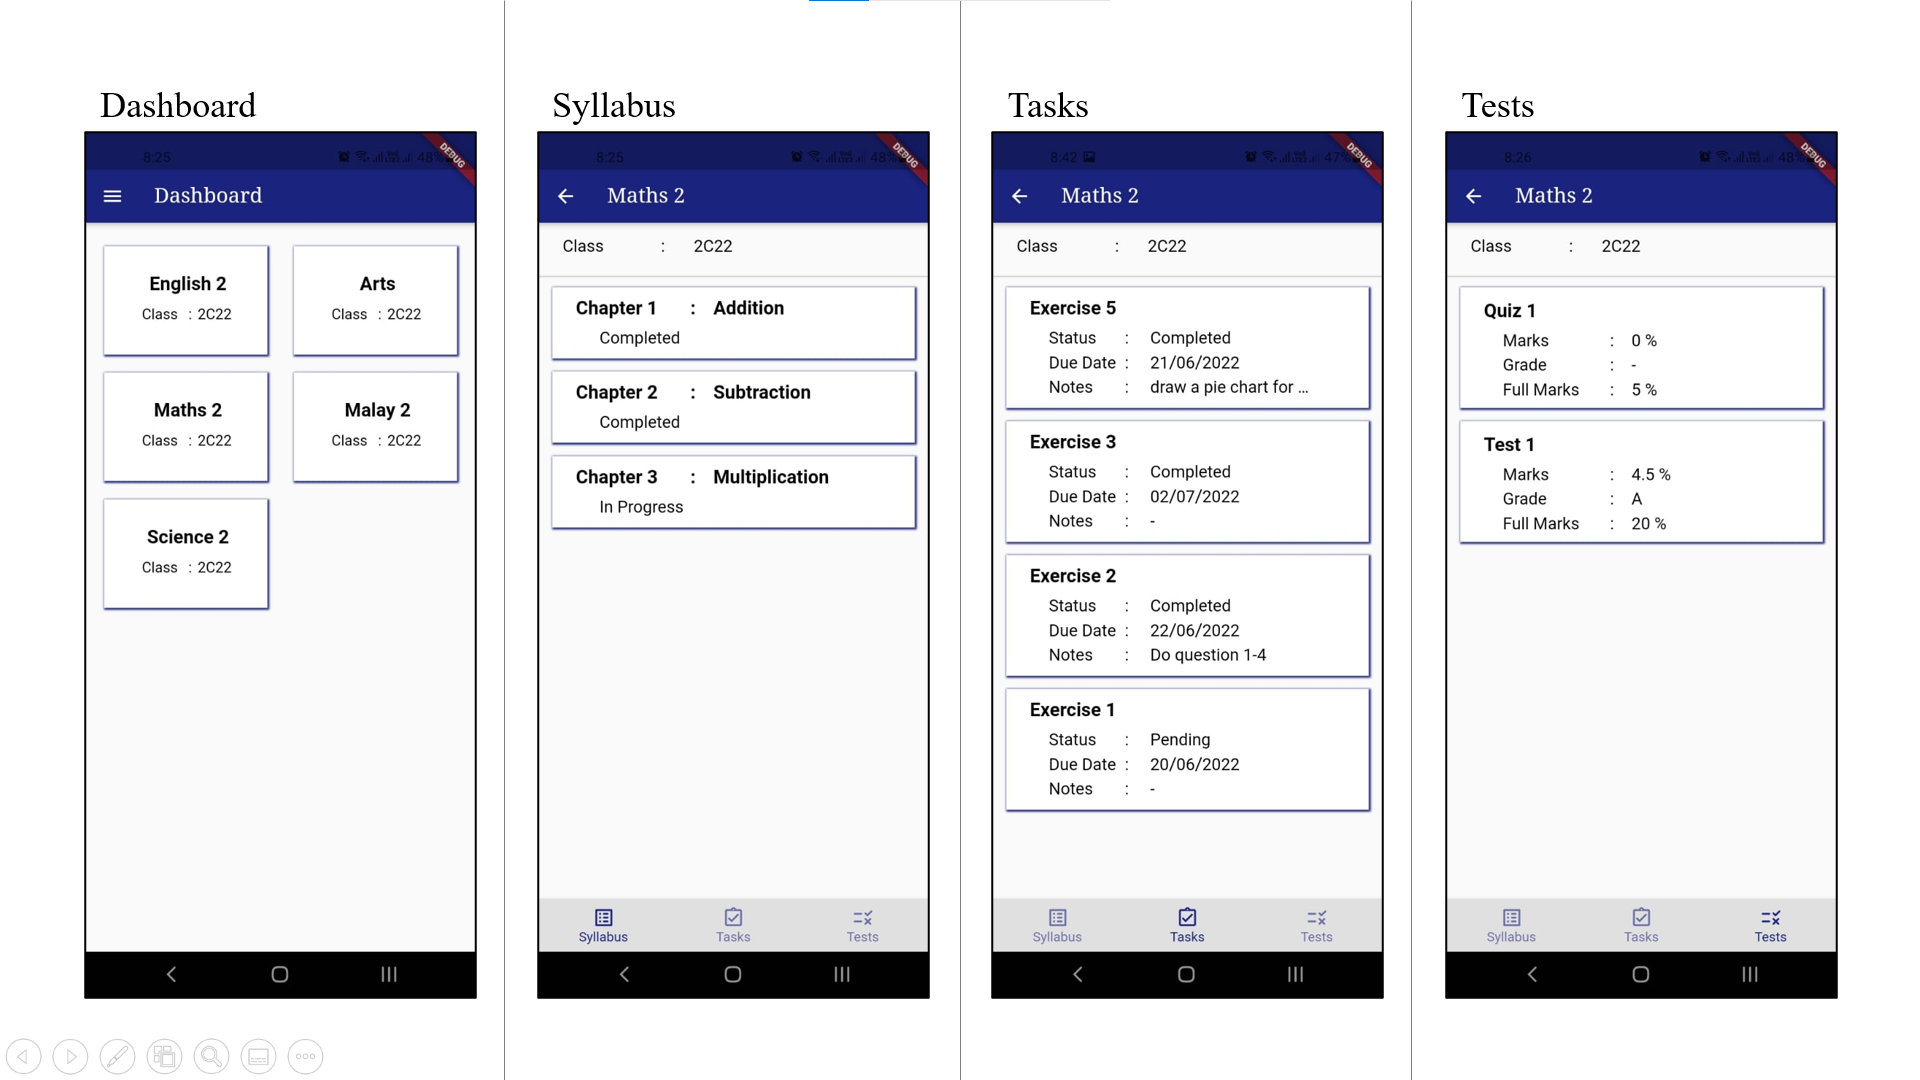 Dashboard
8:25
48%
DEBUG
Dashboard
English 2
Class : 2C22
Arts
Class : 2C22
Maths 2
Class : 2C22
Malay 2
Class : 2C22
Science 2
Class : 2C22
Syllabus
8:25
48%
DEBUG
Maths 2
Class : 2C22
Chapter 1 : Addition
Completed
Chapter 2 : Subtraction
Completed
Chapter 3 : Multiplication
In Progress
Syllabus Tasks Tests
Tasks
8:42
47%
DEBUG
Maths 2
Class : 2C22
Exercise 5
Status : Completed
Due Date : 21/06/2022
Notes : draw a pie chart for ...
Exercise 3
Status : Completed
Due Date : 02/07/2022
Notes : -
Exercise 2
Status : Completed
Due Date : 22/06/2022
Notes : Do question 1-4
Exercise 1
Status : Pending
Due Date : 20/06/2022
Notes : -
Syllabus Tasks Tests
Tests
8:26
48%
DEBUG
Maths 2
Class : 2C22
Quiz 1
Marks : 0 %
Grade : -
Full Marks : 5 %
Test 1
Marks : 4.5 %
Grade : A
Full Marks : 20 %
Syllabus Tasks Tests